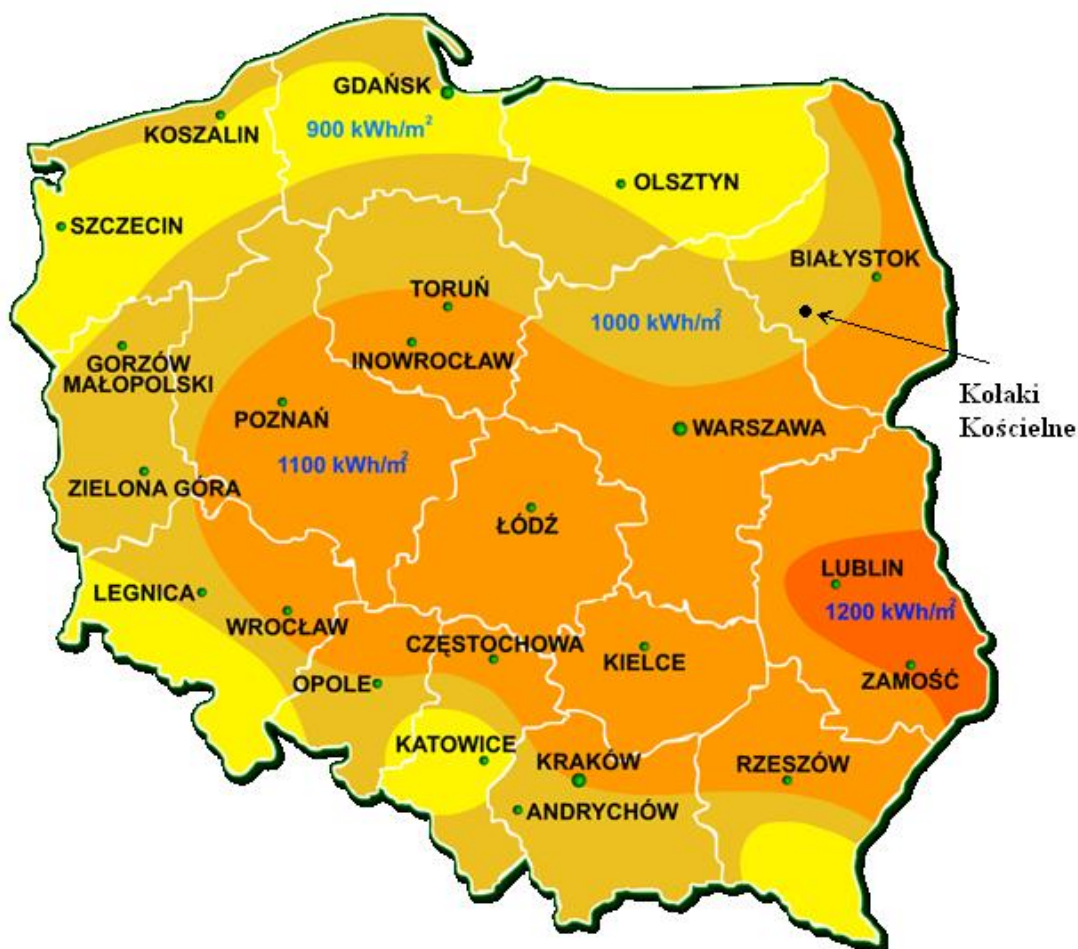 GDAŃSK
KOSZALIN
900 kWh/m²
OLSZTYN
SZCZECIN
BIAŁYSTOK
TORUŃ
1000 kWh/m²
INOWROCŁAW
GORZÓW
MAŁOPOLSKI
Kołaki
Kościelne
POZNAŃ
WARSZAWA
1100 kWh/m²
ZIELONA GÓRA
ŁÓDŹ
LUBLIN
LEGNICA
1200 kWh/m²
WROCŁAW
CZĘSTOCHOWA
KIELCE
OPOLE
ZAMOŚĆ
KATOWICE
KRAKÓW
RZESZÓW
ANDRYCHÓW